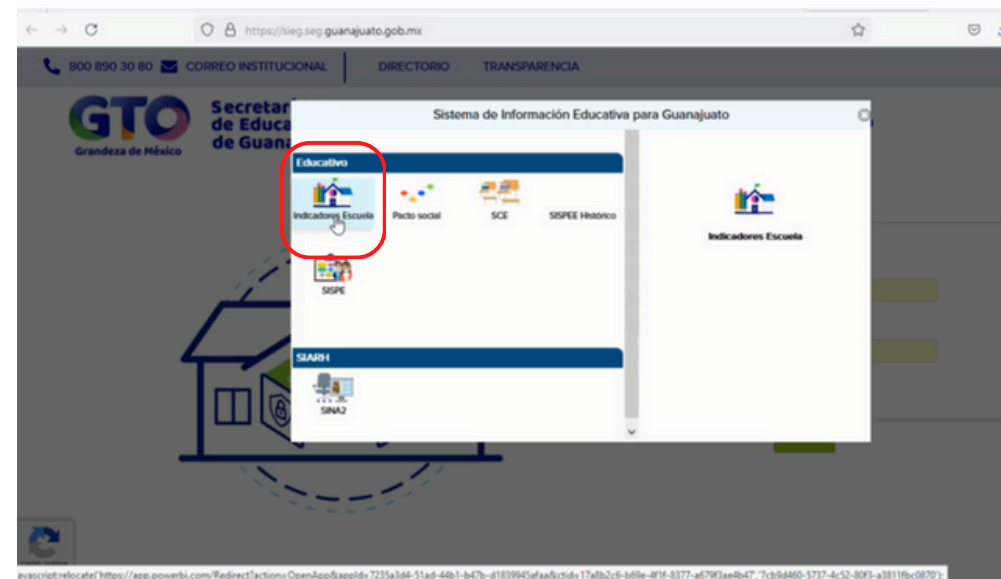 https://sieg.seg.guanajuato.gob.mx
800 890 30 80 CORREO INSTITUCIONAL DIRECTORIO TRANSPARENCIA
GTO
Grandeza de México
Secretar
de Educa
de Guana
Sistema de Información Educativa para Guanajuato
Educativo
Indicadores Escuela Pacto social SCE SISPEE Histórico
SISPE
SIARH
SINA2
Indicadores Escuela